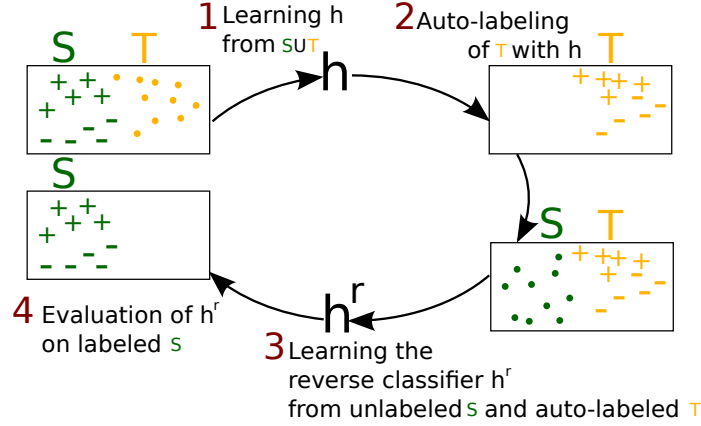 1 Learning h
from SUT
S T
h
2 Auto-labeling
of T with h
T
S
S T
h^r
4 Evaluation of h^r
on labeled S
3 Learning the
reverse classifier h^r
from unlabeled S and auto-labeled T